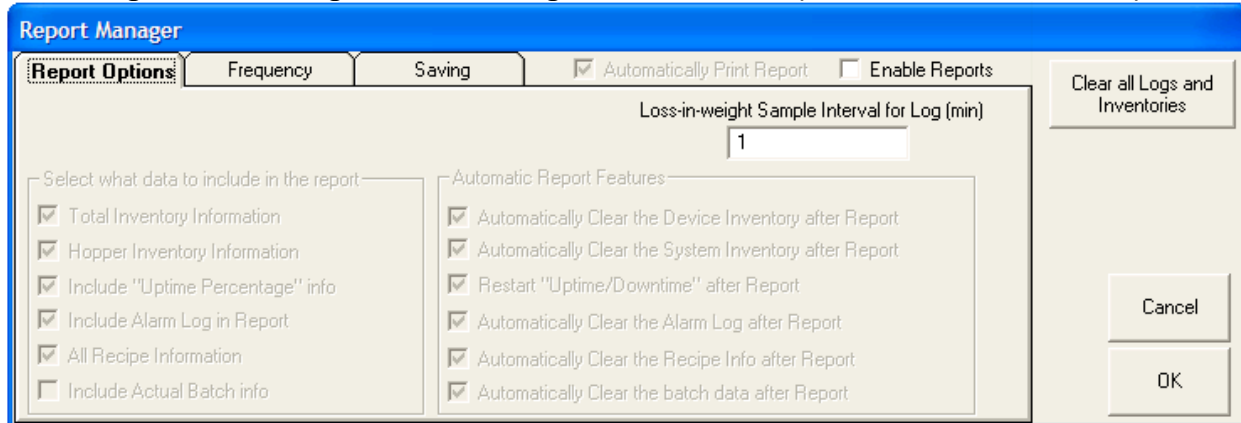 Report Manager
Report Options
Frequency
Saving
Automatically Print Report
Enable Reports
Clear all Logs and
Inventories
Loss-in-weight Sample Interval for Log (min)
1
Select what data to include in the report
Total Inventory Information
Hopper Inventory Information
Include "Uptime Percentage" info
Include Alarm Log in Report
All Recipe Information
Include Actual Batch info
Automatic Report Features
Automatically Clear the Device Inventory after Report
Automatically Clear the System Inventory after Report
Restart "Uptime/Downtime" after Report
Automatically Clear the Alarm Log after Report
Automatically Clear the Recipe Info after Report
Automatically Clear the batch data after Report
Cancel
OK